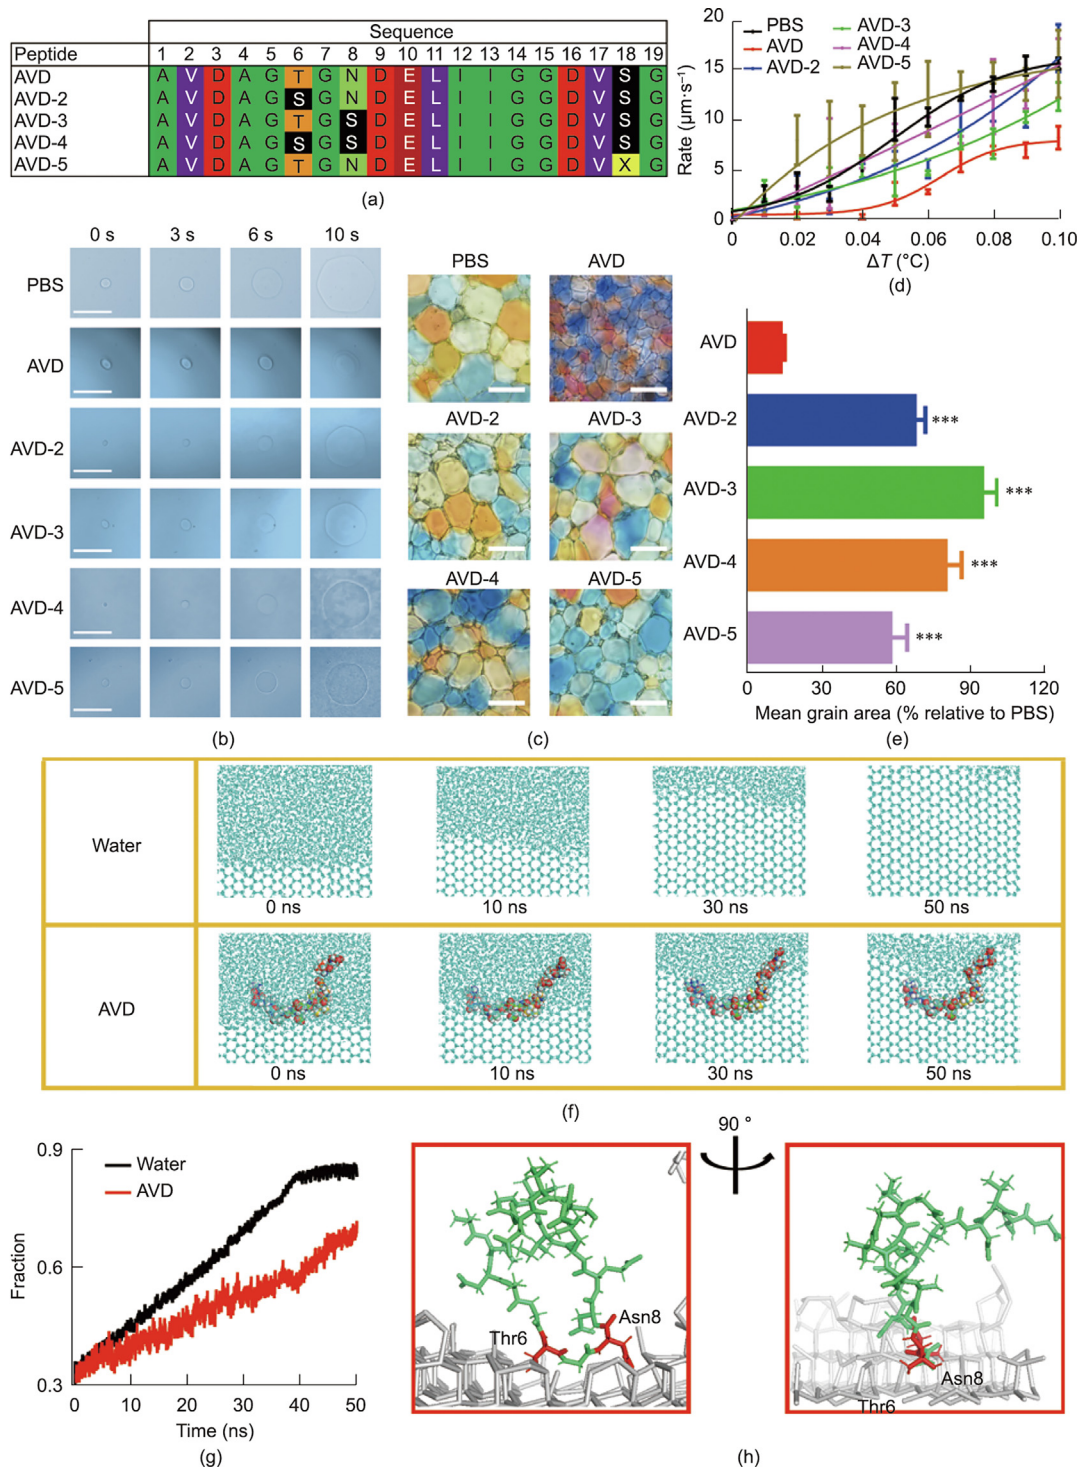 Sequence
Peptide 1 2 3 4 5 6 7 8 9 10 11 12 13 14 15 16 17 18 19
AVD A V D A G T G N D E L I I G G D V S G
AVD-2 A V D A G S G N D E L I I G G D V S G
AVD-3 A V D A G T G S D E L I I G G D V S G
AVD-4 A V D A G S G S D E L I I G G D V S G
AVD-5 A V D A G T G N D E L I I G G D V X G
(a)
20
15
10
5
0
Rate (μm·s⁻¹)
PBS
AVD
AVD-2
AVD-3
AVD-4
AVD-5
0 0.02 0.04 0.06 0.08 0.10
ΔT (°C)
(d)
0 s 3 s 6 s 10 s
PBS
AVD
AVD-2
AVD-3
AVD-4
AVD-5
(b)
PBS AVD
AVD-2 AVD-3
AVD-4 AVD-5
(c)
AVD
AVD-2 ***
AVD-3 ***
AVD-4 ***
AVD-5 ***
0 30 60 90 120
Mean grain area (% relative to PBS)
(e)
Water
0 ns 10 ns 30 ns 50 ns
AVD
0 ns 10 ns 30 ns 50 ns
(f)
0.9
0.6
0.3
Fraction
Water
AVD
0 10 20 30 40 50
Time (ns)
(g)
90 °
Thr6 Asn8
Asn8
Thr6
(h)